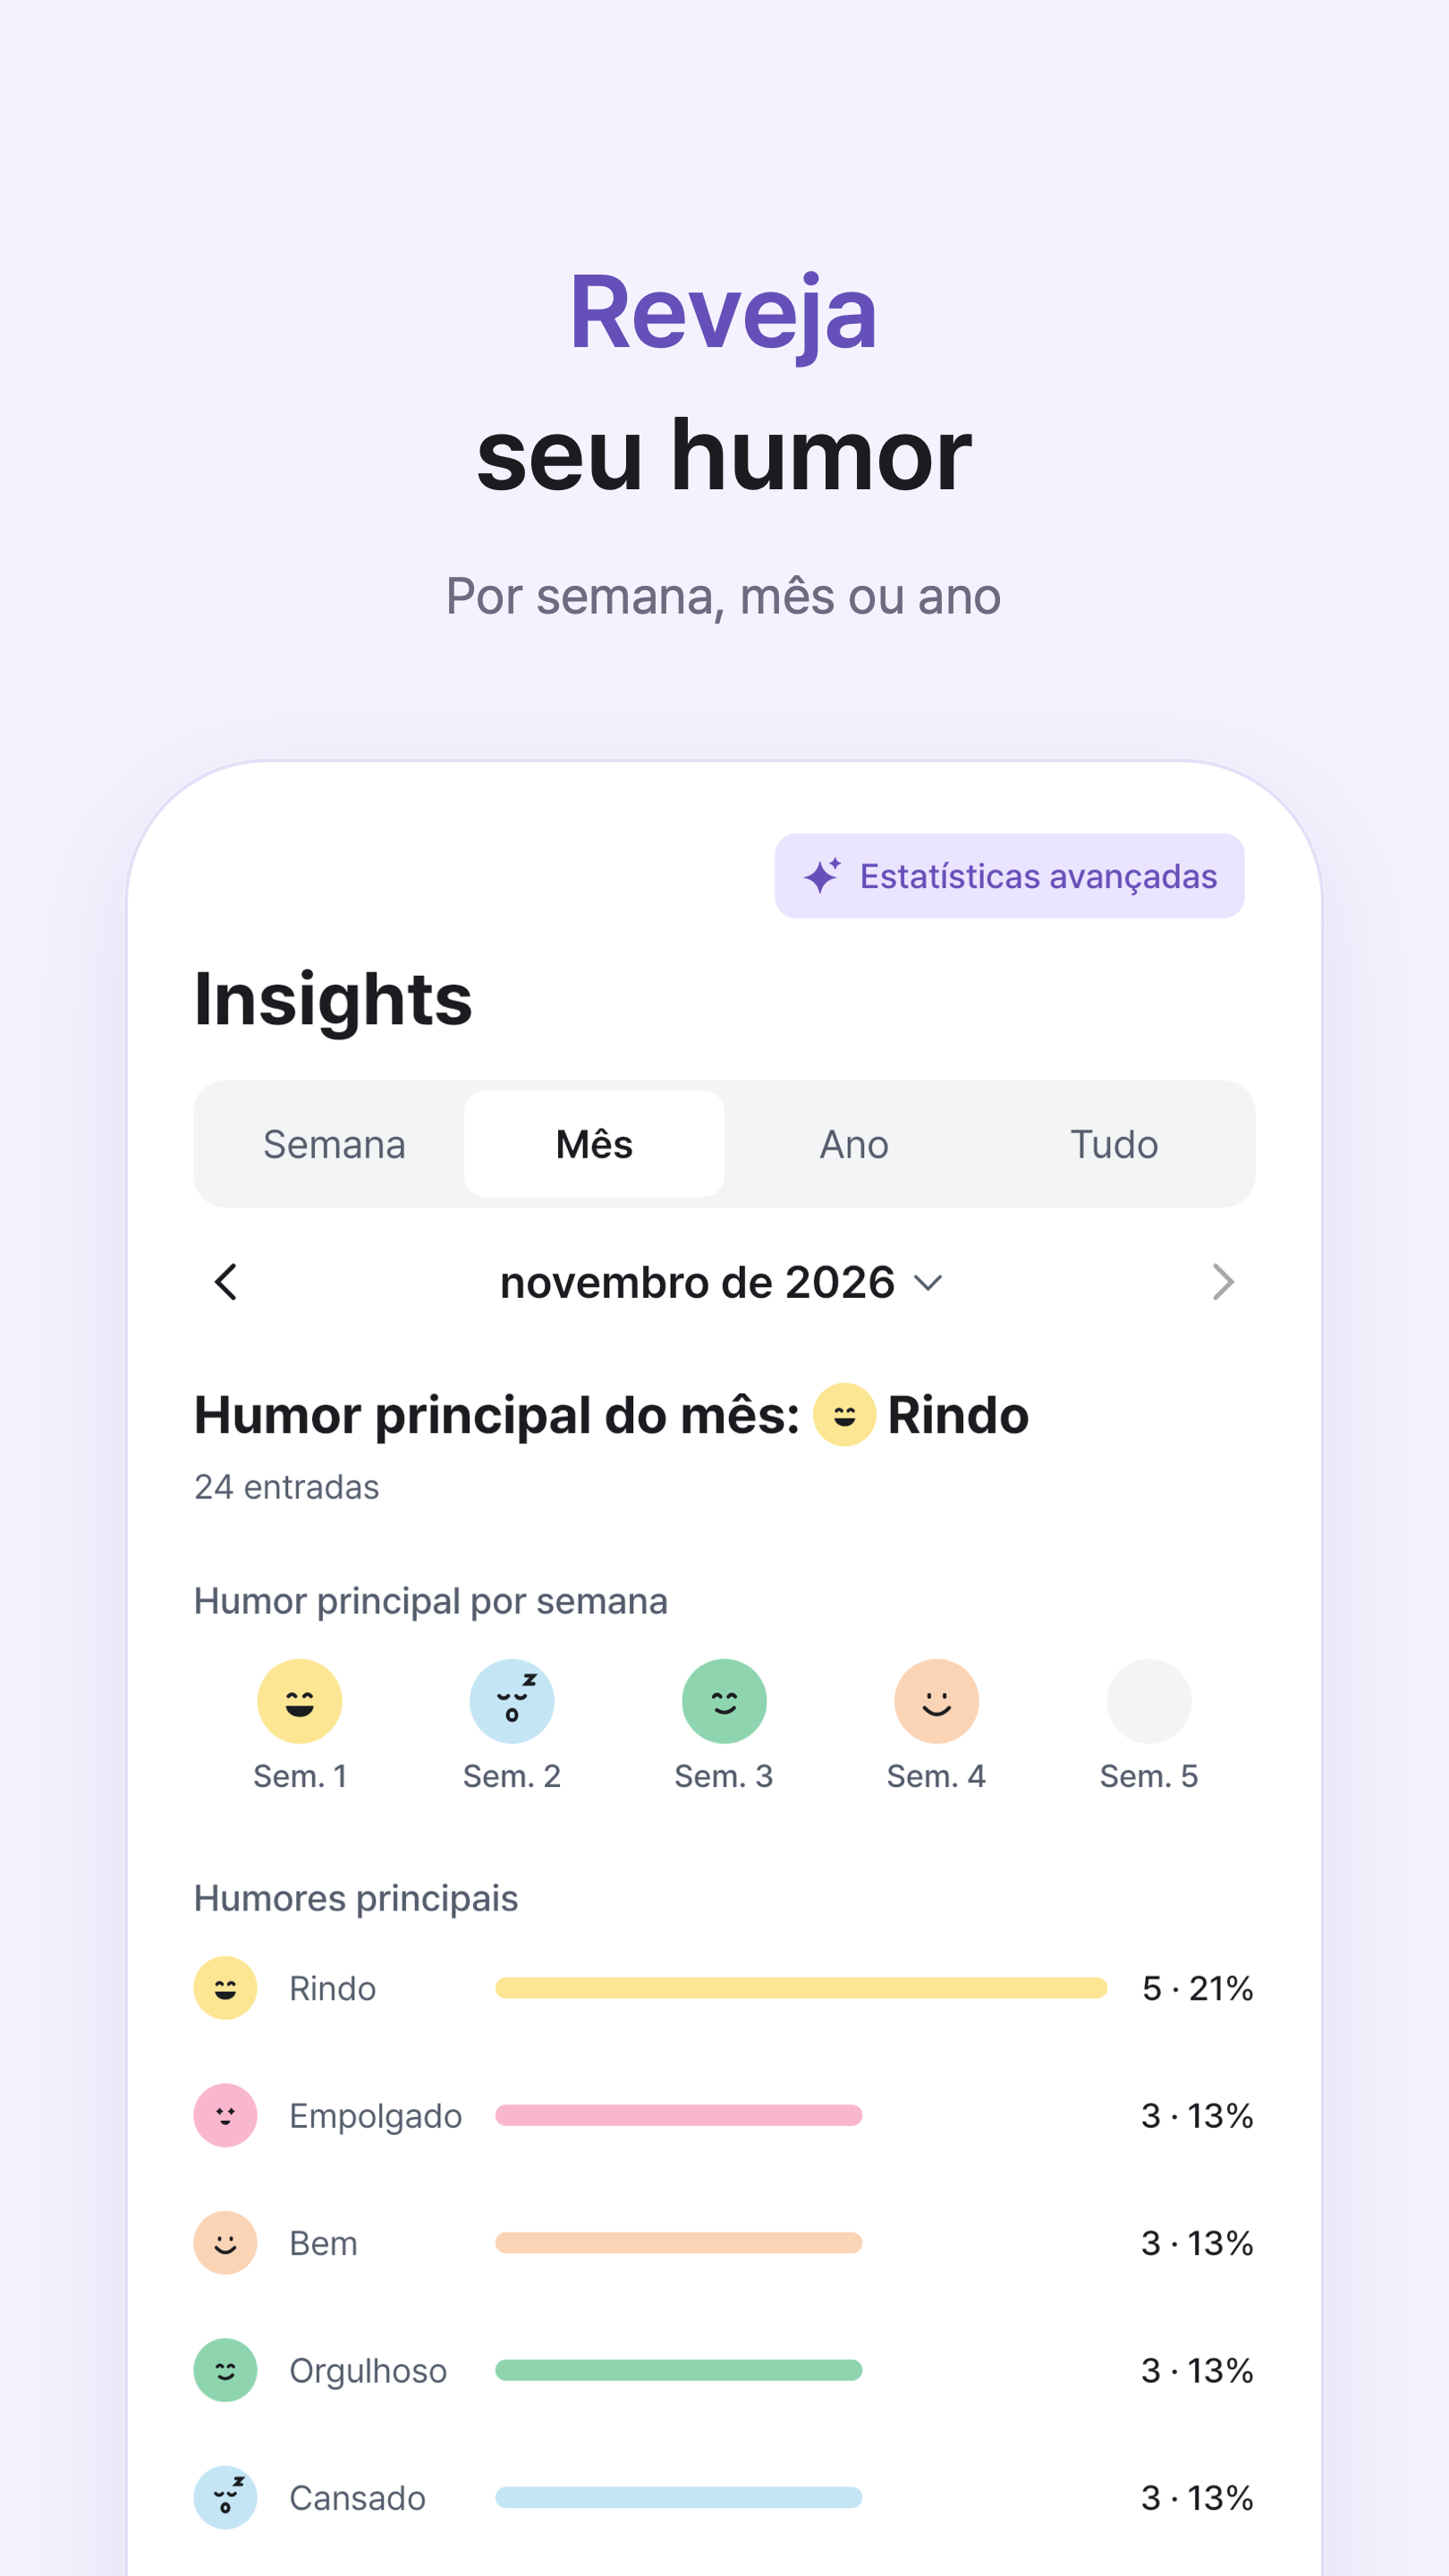 Reveja
seu humor
Por semana, mês ou ano
Estatísticas avançadas
Insights
Semana Mês Ano Tudo
novembro de 2026
Humor principal do mês: Rindo
24 entradas
Humor principal por semana
Sem. 1 Sem. 2 Sem. 3 Sem. 4 Sem. 5
Humores principais
Rindo 5 · 21%
Empolgado 3 · 13%
Bem 3 · 13%
Orgulhoso 3 · 13%
Cansado 3 · 13%